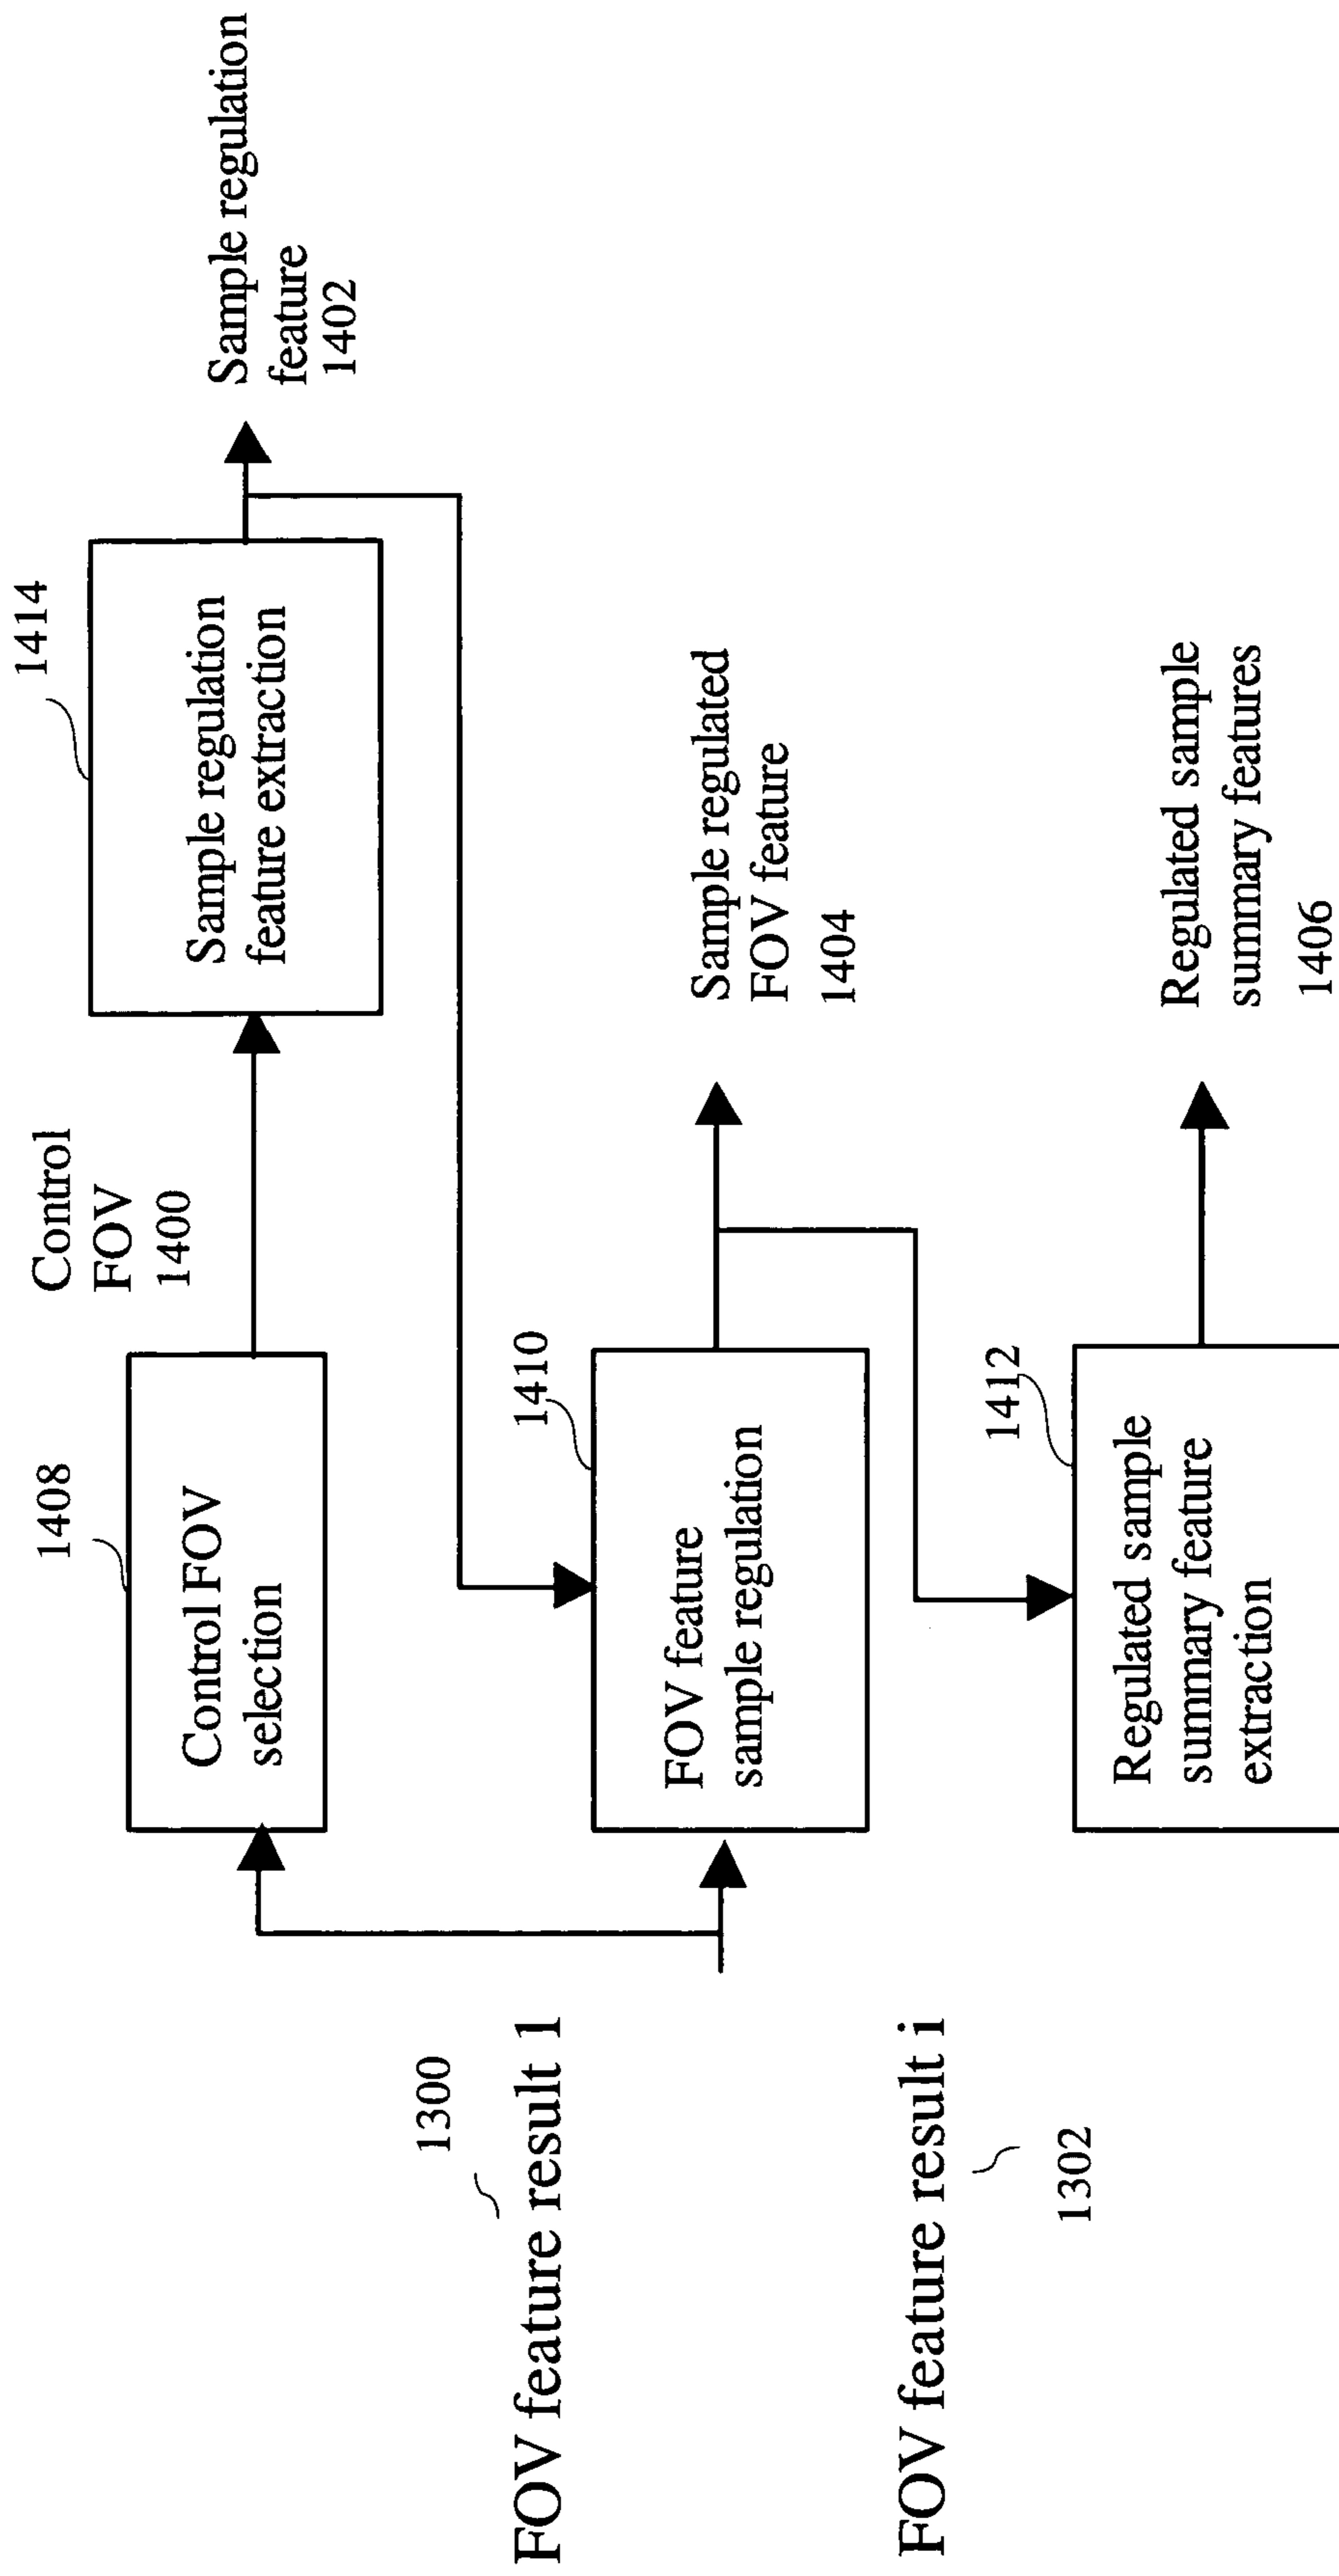 1408
Control FOV
selection
Control
FOV
1400
1414
Sample regulation
feature extraction
Sample regulation
feature
1402
1300
FOV feature result 1
FOV feature result i
1302
1410
FOV feature
sample regulation
Sample regulated
FOV feature
1404
1412
Regulated sample
summary feature
extraction
Regulated sample
summary features
1406